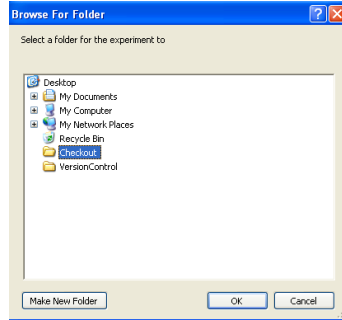 Browse For Folder
Select a folder for the experiment to
Desktop
My Documents
My Computer
My Network Places
Recycle Bin
Checkout
VersionControl
Make New Folder
OK
Cancel